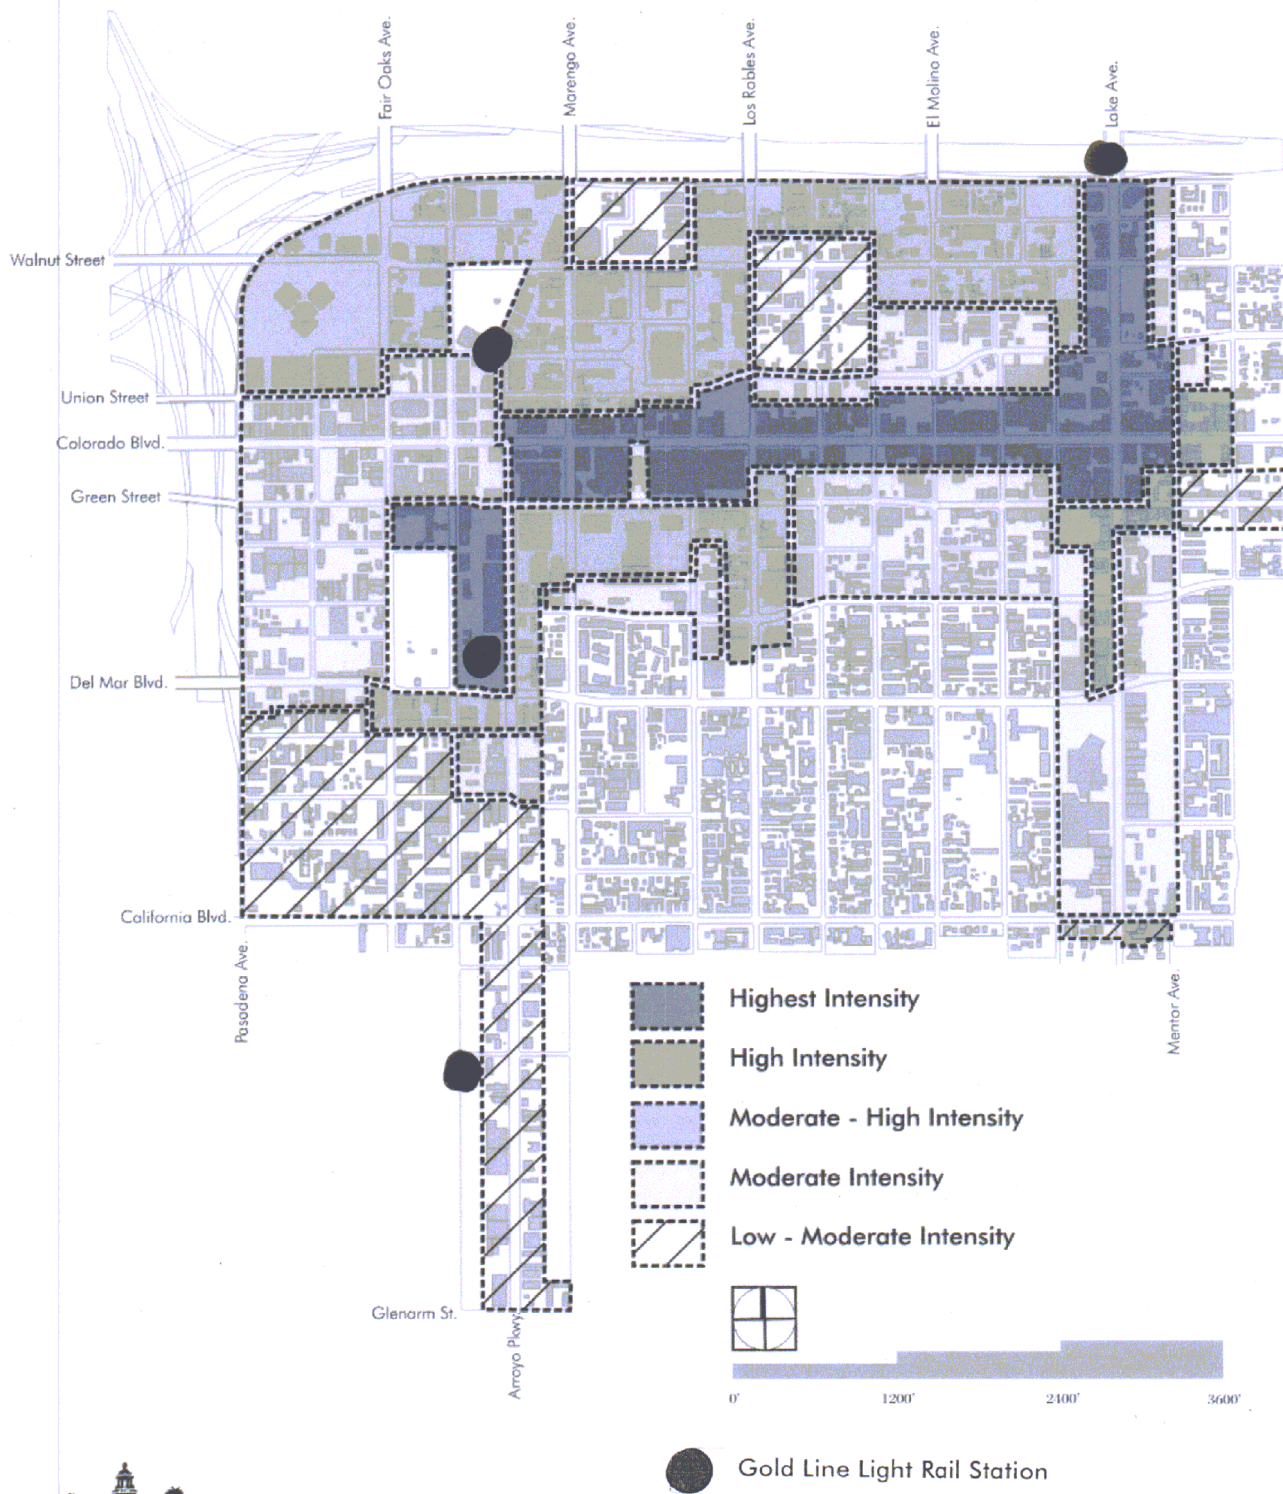 Fair Oaks Ave.
Marengo Ave.
Los Robles Ave.
El Molino Ave.
Lake Ave.
Walnut Street
Union Street
Colorado Blvd.
Green Street
Del Mar Blvd.
California Blvd.
Pasadena Ave.
Mentor Ave.
Highest Intensity
High Intensity
Moderate - High Intensity
Moderate Intensity
Low - Moderate Intensity
Glenarm St.
Arroyo Pkwy.
0' 1200' 2400' 3600'
Gold Line Light Rail Station